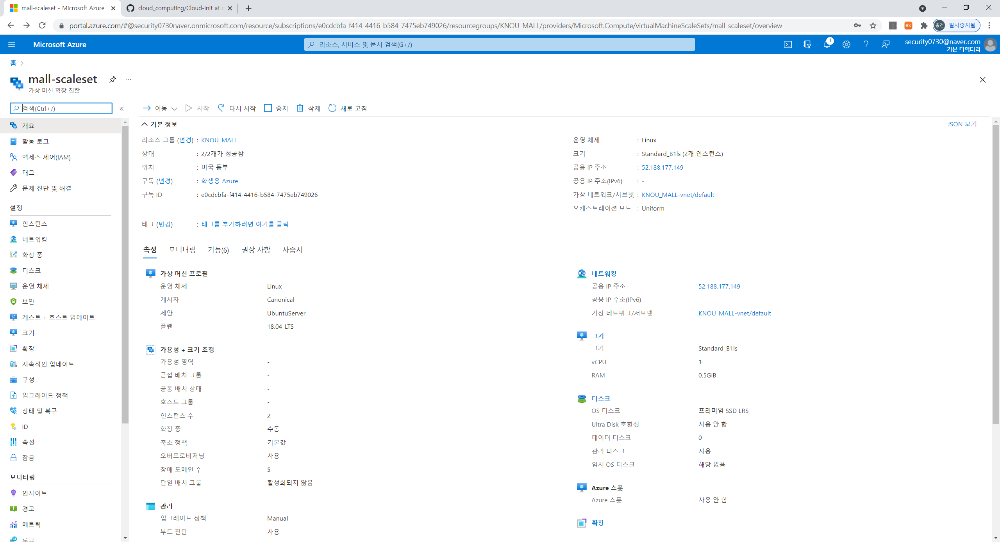 mall-scaleset - Microsoft Azure
cloud_computing/Cloud-init at
portal.azure.com/#@security0730naver.onmicrosoft.com/resource/subscriptions/e0cdcbfa-f414-4416-b584-7475eb749026/resourcegroups/KNOU_MALL/providers/Microsoft.Compute/virtualMachineScaleSets/mall-scaleset/overview
EX
충건 일시중지됨
Microsoft Azure
리소스, 서비스 및 문서 검색(G+/)
1
security0730@naver.com
기본 디렉터리
홈
mall-scaleset
가상 머신 확장 집합
검색(Ctrl+/)
이동 시작 다시 시작 중지 삭제 새로 고침
개요
활동 로그
액세스 제어(IAM)
태그
문제 진단 및 해결
설정
인스턴스
네트워킹
확장 중
디스크
운영 체제
보안
게스트 + 호스트 업데이트
크기
확장
지속적인 업데이트
구성
업그레이드 정책
상태 및 복구
ID
속성
잠금
모니터링
인사이트
경고
메트릭
로그
기본 정보
JSON 보기
리소스 그룹 (변경) : KNOU_MALL
상태 : 2/2개가 성공함
위치 : 미국 동부
구독 (변경) : 학생용 Azure
구독 ID : e0cdcbfa-f414-4416-b584-7475eb749026
운영 체제 : Linux
크기 : Standard_B1ls (2개 인스턴스)
공용 IP 주소 : 52.188.177.149
공용 IP 주소(IPv6) : -
가상 네트워크/서브넷 : KNOU_MALL-vnet/default
오케스트레이션 모드 : Uniform
태그 (변경) : 태그를 추가하려면 여기를 클릭
속성 모니터링 기능(6) 권장 사항 자습서
가상 머신 프로필
운영 체제 Linux
게시자 Canonical
제안 UbuntuServer
플랜 18.04-LTS
가용성 + 크기 조정
가용성 영역 -
근접 배치 그룹 -
공동 배치 상태 -
호스트 그룹 -
인스턴스 수 2
확장 중 수동
축소 정책 기본값
오버프로비저닝 사용
장애 도메인 수 5
단일 배치 그룹 활성화되지 않음
관리
업그레이드 정책 Manual
부트 진단 사용
네트워킹
공용 IP 주소 52.188.177.149
공용 IP 주소(IPv6) -
가상 네트워크/서브넷 KNOU_MALL-vnet/default
크기
크기 Standard_B1ls
vCPU 1
RAM 0.5GiB
디스크
OS 디스크 프리미엄 SSD LRS
Ultra Disk 호환성 사용 안 함
데이터 디스크 0
관리 디스크 사용
임시 OS 디스크 해당 없음
Azure 스폿
Azure 스폿 사용 안 함
확장
-